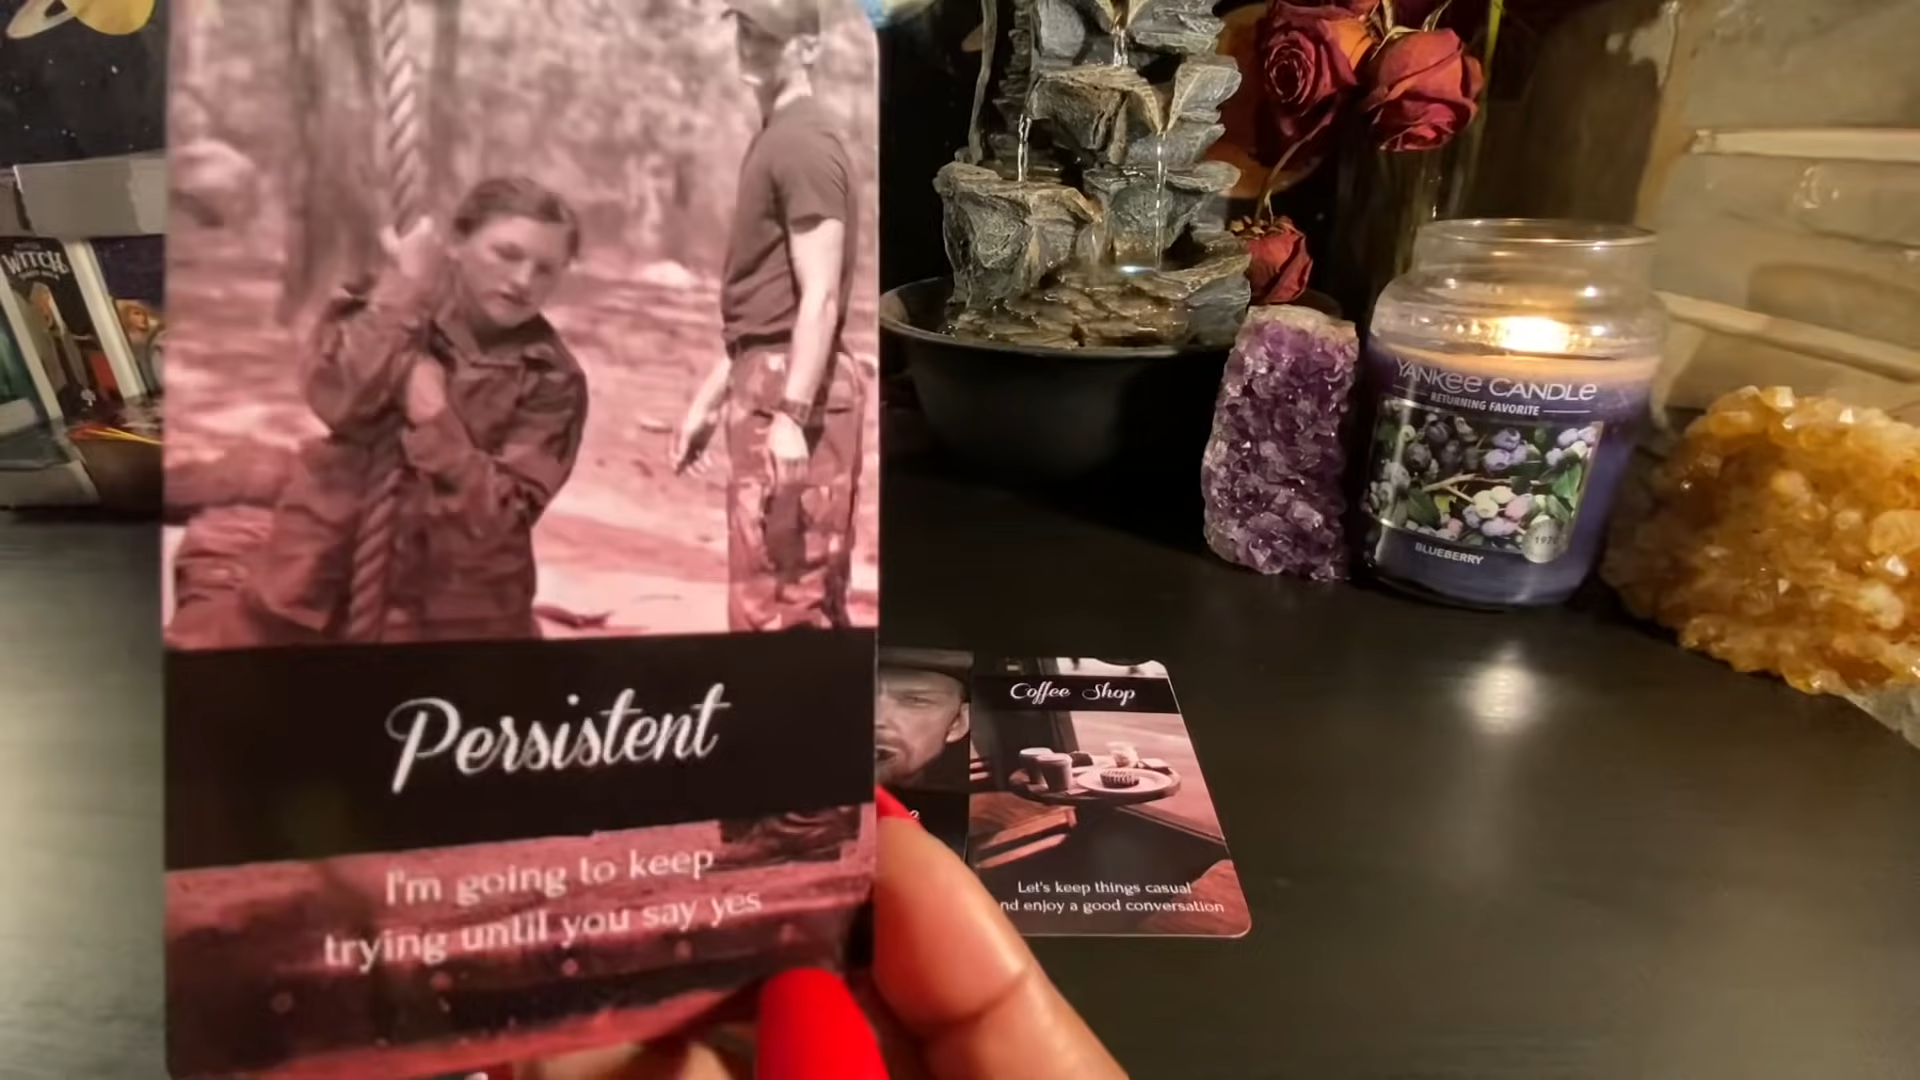 WITCH
Persistent
I'm going to keep
trying until you say yes
Coffee Shop
Let's keep things casual
nd enjoy a good conversation
YANKEE CANDLE
RETURNING FAVORITE
BLUEBERRY